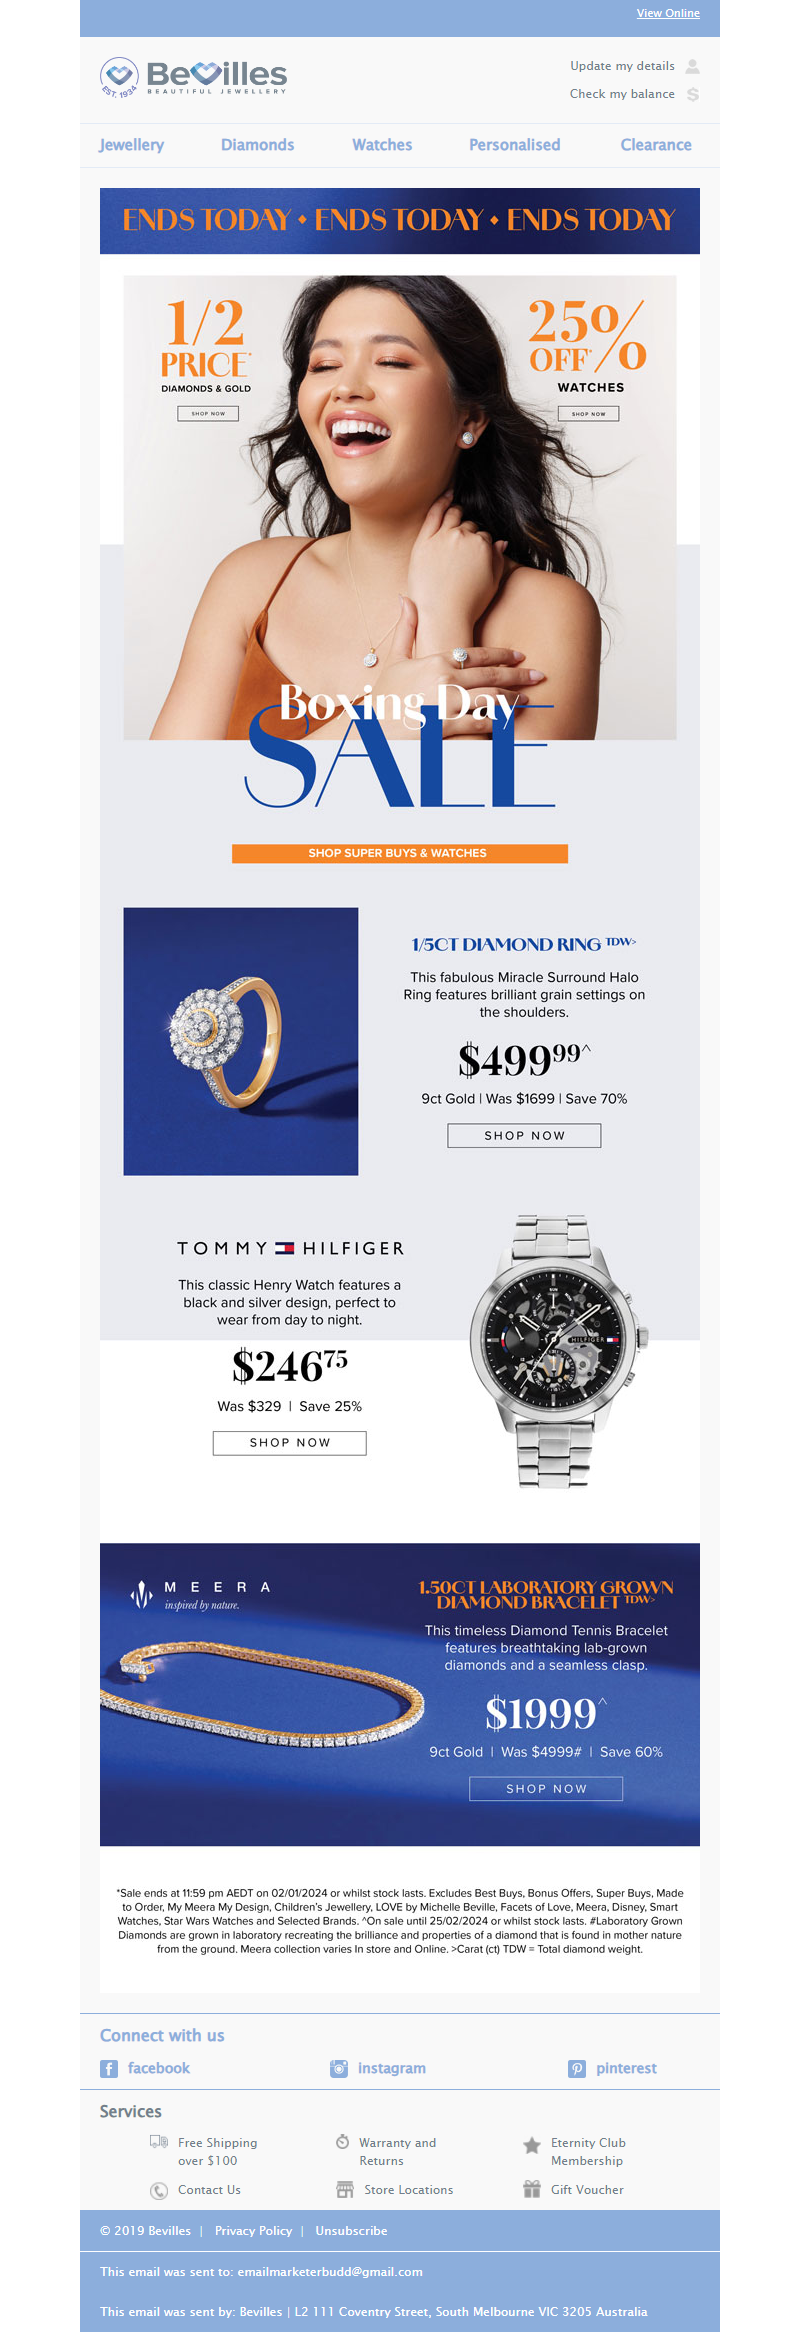 View Online
BeVilles
BEAUTIFUL JEWELLERY
EST. 1934
Update my details
Check my balance
Jewellery Diamonds Watches Personalised Clearance
ENDS TODAY • ENDS TODAY • ENDS TODAY
1/2
PRICE*
DIAMONDS & GOLD
SHOP NOW
25%
OFF*
WATCHES
SHOP NOW
Boxing Day
SALE
SHOP SUPER BUYS & WATCHES
1/5CT DIAMOND RING TDW>
This fabulous Miracle Surround Halo
Ring features brilliant grain settings on
the shoulders.
$49999^
9ct Gold | Was $1699 | Save 70%
SHOP NOW
TOMMY HILFIGER
This classic Henry Watch features a
black and silver design, perfect to
wear from day to night.
$24675
Was $329 | Save 25%
SHOP NOW
SUN
HILFIGER
MEERA
inspired by nature.
1.50CT LABORATORY GROWN
DIAMOND BRACELET TDW>
This timeless Diamond Tennis Bracelet
features breathtaking lab-grown
diamonds and a seamless clasp.
$1999^
9ct Gold | Was $4999# | Save 60%
SHOP NOW
*Sale ends at 11:59 pm AEDT on 02/01/2024 or whilst stock lasts. Excludes Best Buys, Bonus Offers, Super Buys, Made
to Order, My Meera My Design, Children's Jewellery, LOVE by Michelle Beville, Facets of Love, Meera, Disney, Smart
Watches, Star Wars Watches and Selected Brands. ^On sale until 25/02/2024 or whilst stock lasts. #Laboratory Grown
Diamonds are grown in laboratory recreating the brilliance and properties of a diamond that is found in mother nature
from the ground. Meera collection varies In store and Online. >Carat (ct) TDW = Total diamond weight.
Connect with us
facebook instagram pinterest
Services
Free Shipping
over $100
Warranty and
Returns
Eternity Club
Membership
Contact Us
Store Locations
Gift Voucher
© 2019 Bevilles | Privacy Policy | Unsubscribe
This email was sent to: emailmarketerbudd@gmail.com
This email was sent by: Bevilles | L2 111 Coventry Street, South Melbourne VIC 3205 Australia